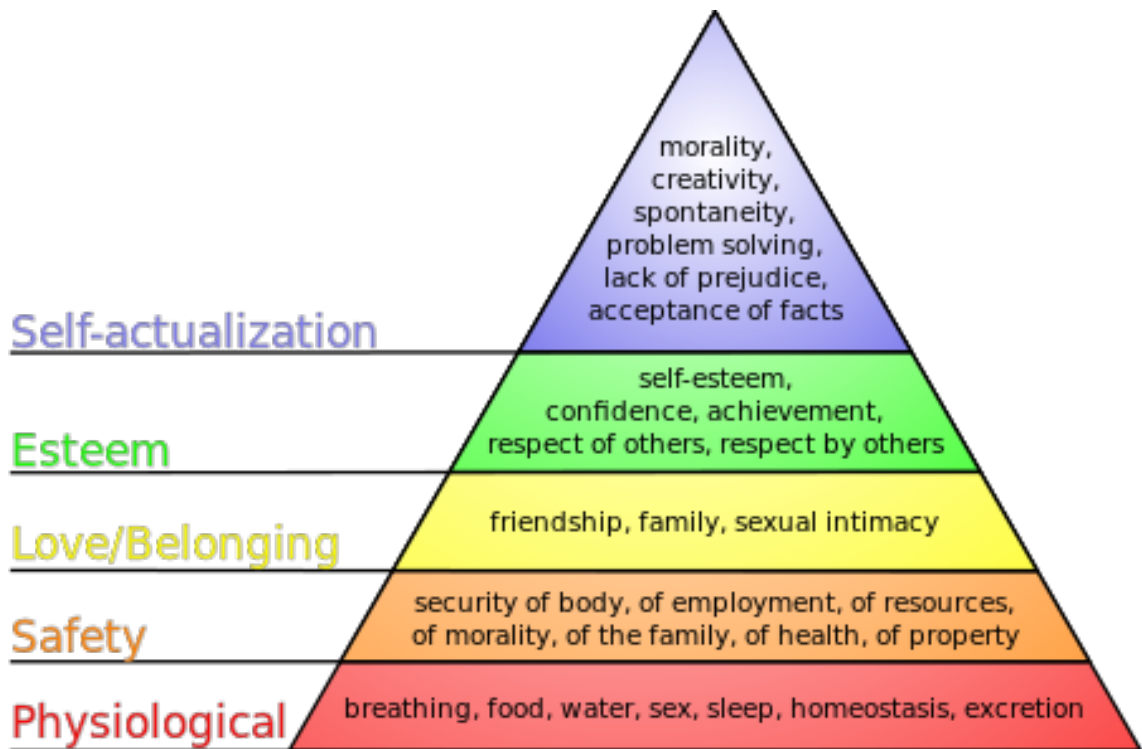 morality,
creativity,
spontaneity,
problem solving,
lack of prejudice,
acceptance of facts
Self-actualization
self-esteem,
confidence, achievement,
respect of others, respect by others
Esteem
friendship, family, sexual intimacy
Love/Belonging
security of body, of employment, of resources,
of morality, of the family, of health, of property
Safety
breathing, food, water, sex, sleep, homeostasis, excretion
Physiological